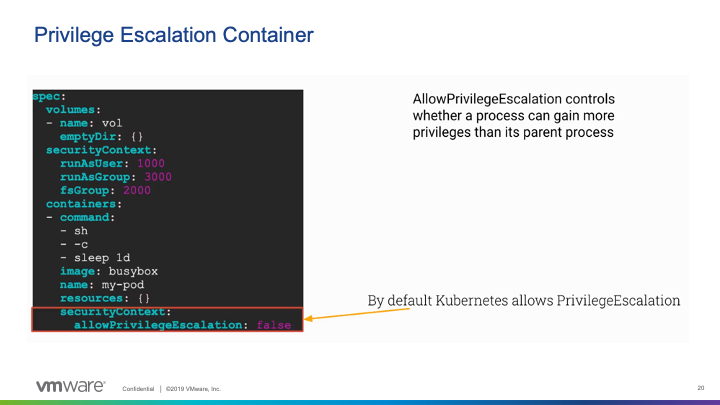 Privilege Escalation Container
spec:
volumes:
- name: vol
emptyDir: {}
securityContext:
runAsUser: 1000
runAsGroup: 3000
fsGroup: 2000
containers:
- command:
- sh
- -c
- sleep 1d
image: busybox
name: my-pod
resources: {}
securityContext:
allowPrivilegeEscalation: false
AllowPrivilegeEscalation controls
whether a process can gain more
privileges than its parent process
By default Kubernetes allows PrivilegeEscalation
vmware
Confidential | ©2019 VMware, Inc.
20